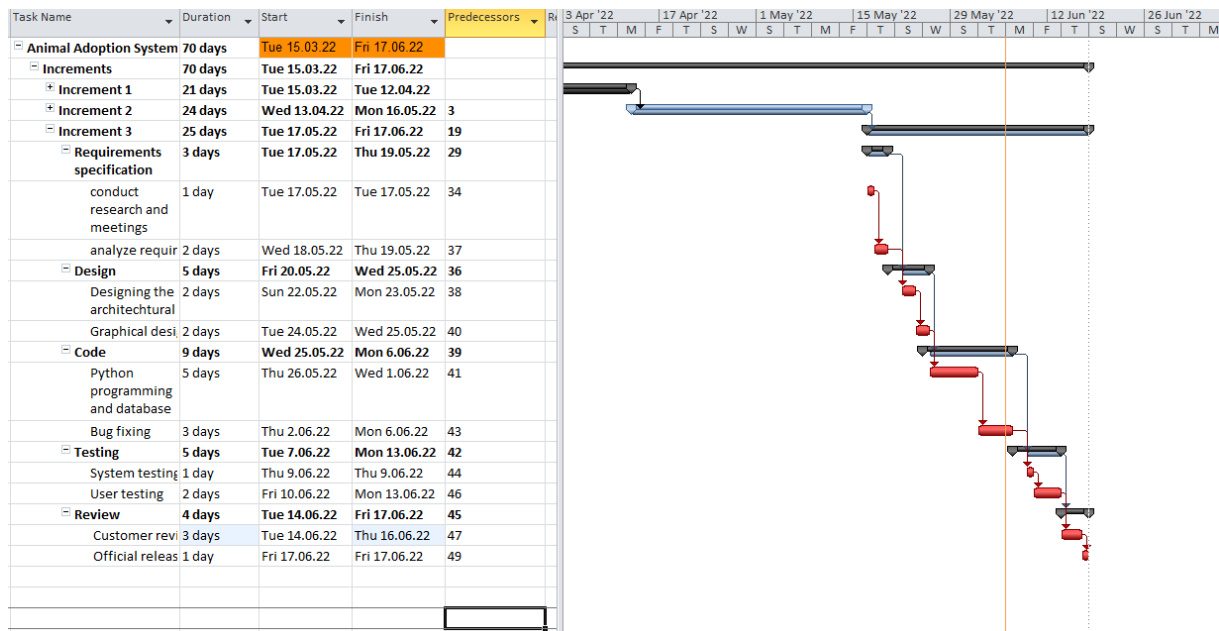 Task Name Duration Start Finish Predecessors 3 Apr '22 17 Apr '22 1 May '22 15 May '22 29 May '22 12 Jun '22 26 Jun '22
S T M F T S W S T M F T S W S T M F T S W S T M
Animal Adoption System 70 days Tue 15.03.22 Fri 17.06.22
Increments 70 days Tue 15.03.22 Fri 17.06.22
Increment 1 21 days Tue 15.03.22 Tue 12.04.22
Increment 2 24 days Wed 13.04.22 Mon 16.05.22 3
Increment 3 25 days Tue 17.05.22 Fri 17.06.22 19
Requirements 3 days Tue 17.05.22 Thu 19.05.22 29
specification
conduct 1 day Tue 17.05.22 Tue 17.05.22 34
research and
meetings
analyze requir 2 days Wed 18.05.22 Thu 19.05.22 37
Design 5 days Fri 20.05.22 Wed 25.05.22 36
Designing the 2 days Sun 22.05.22 Mon 23.05.22 38
architechtural
Graphical desi 2 days Tue 24.05.22 Wed 25.05.22 40
Code 9 days Wed 25.05.22 Mon 6.06.22 39
Python 5 days Thu 26.05.22 Wed 1.06.22 41
programming
and database
Bug fixing 3 days Thu 2.06.22 Mon 6.06.22 43
Testing 5 days Tue 7.06.22 Mon 13.06.22 42
System testing 1 day Thu 9.06.22 Thu 9.06.22 44
User testing 2 days Fri 10.06.22 Mon 13.06.22 46
Review 4 days Tue 14.06.22 Fri 17.06.22 45
Customer revi 3 days Tue 14.06.22 Thu 16.06.22 47
Official releas 1 day Fri 17.06.22 Fri 17.06.22 49